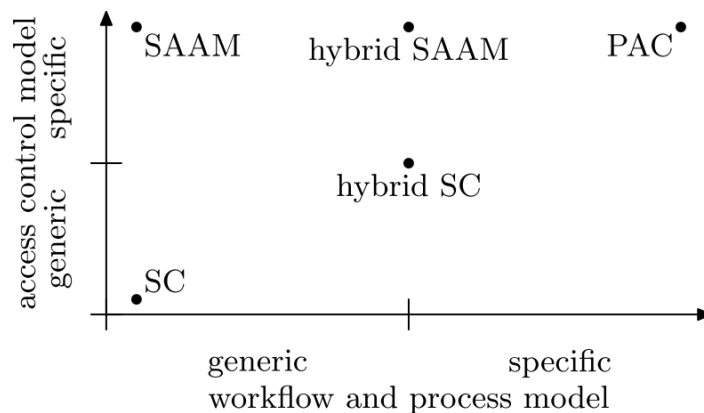 SAAM
hybrid SAAM
PAC
hybrid SC
SC
access control model
generic specific
generic specific
workflow and process model